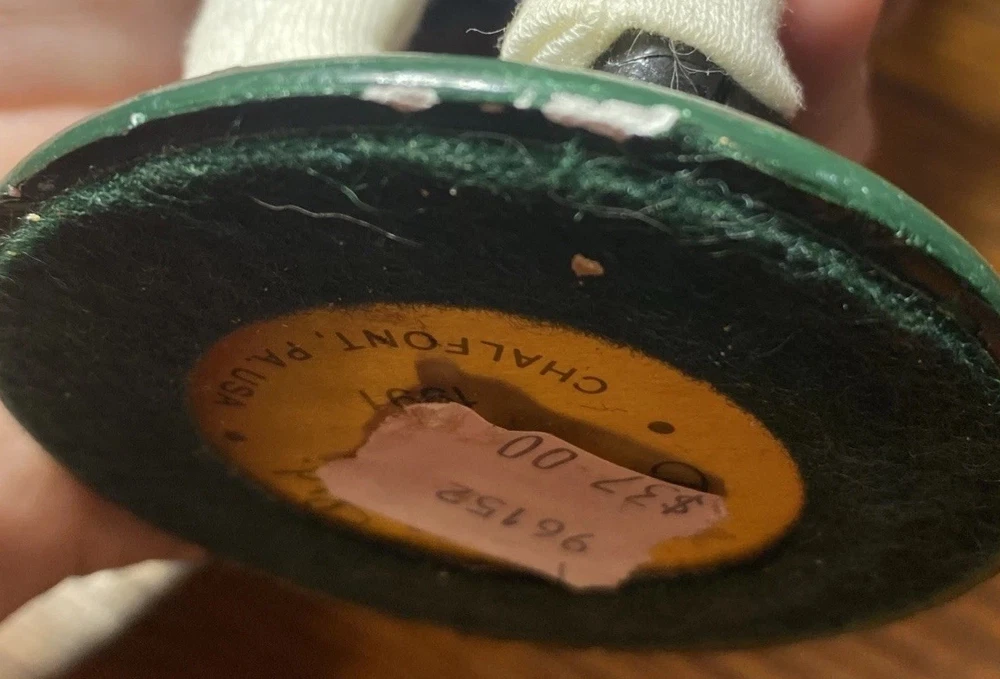 CHALFONT, PA. USA
1991
$37.00
96152